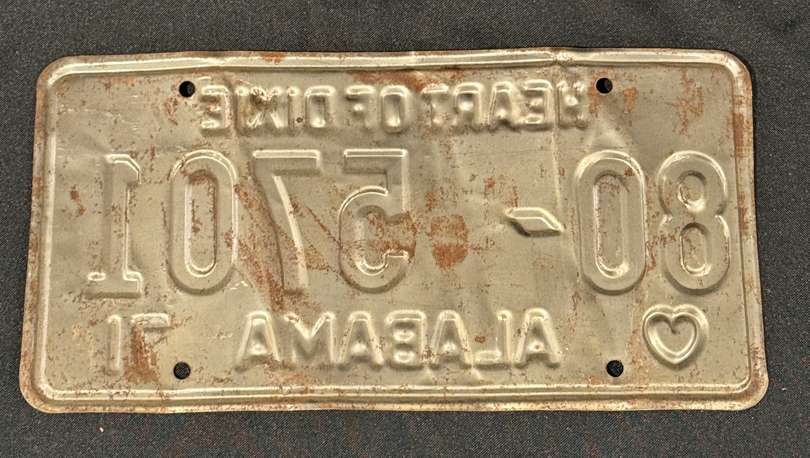 HEART OF DIXIE
80-5701
ALABAMA 71